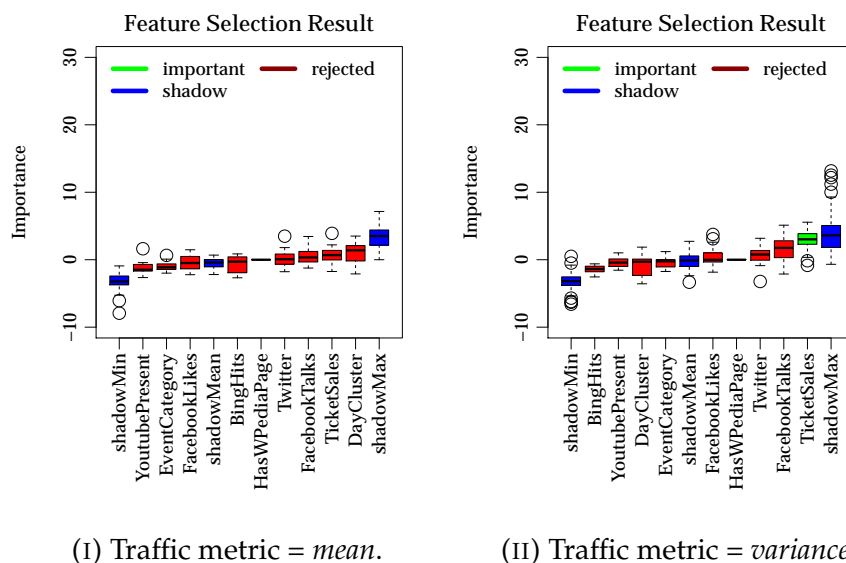 Feature Selection Result
Importance
30
20
10
0
−10
important
rejected
shadow
shadowMin
YoutubePresent
EventCategory
FacebookLikes
shadowMean
BingHits
HasWPediaPage
Twitter
FacebookTalks
TicketSales
DayCluster
shadowMax
(I) Traffic metric = mean.
Feature Selection Result
Importance
30
20
10
0
−10
important
rejected
shadow
shadowMin
BingHits
YoutubePresent
DayCluster
EventCategory
shadowMean
FacebookLikes
HasWPediaPage
Twitter
FacebookTalks
TicketSales
shadowMax
(II) Traffic metric = variance